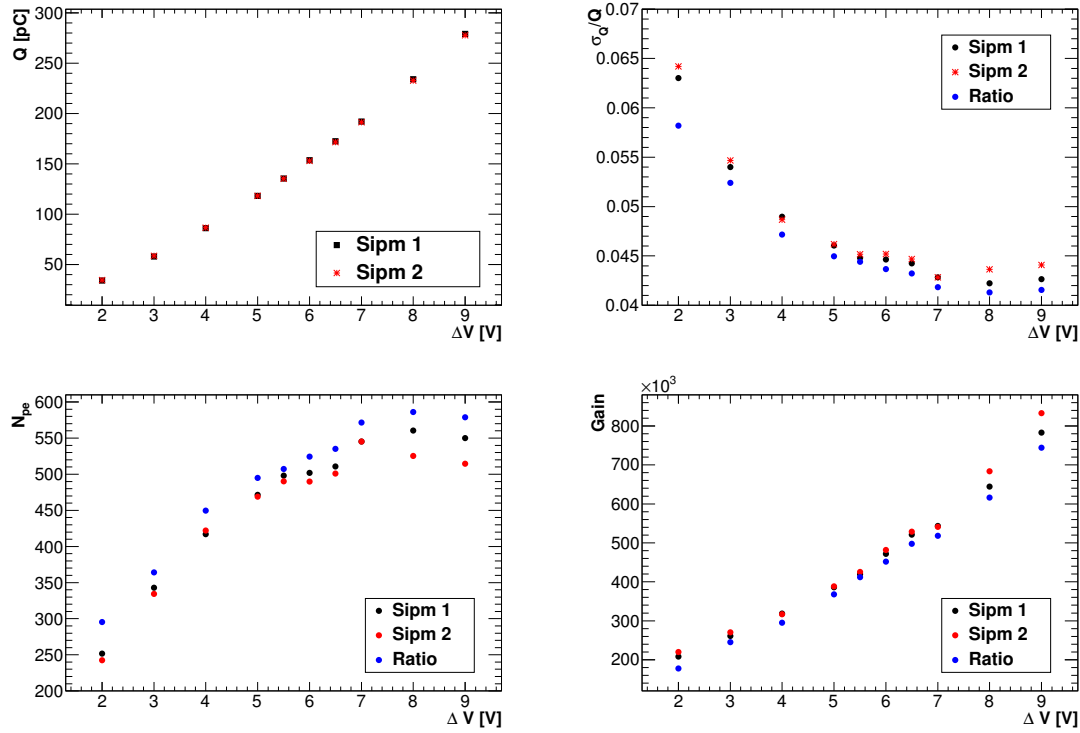 Q [pC]
300
250
200
150
100
50
Sipm 1
Sipm 2
2 3 4 5 6 7 8 9
ΔV [V]
σQ/Q
0.07
0.065
0.06
0.055
0.05
0.045
0.04
Sipm 1
Sipm 2
Ratio
2 3 4 5 6 7 8 9
ΔV [V]
Npe
600
550
500
450
400
350
300
250
200
Sipm 1
Sipm 2
Ratio
2 3 4 5 6 7 8 9
Δ V [V]
×10³
Gain
800
700
600
500
400
300
200
Sipm 1
Sipm 2
Ratio
2 3 4 5 6 7 8 9
Δ V [V]